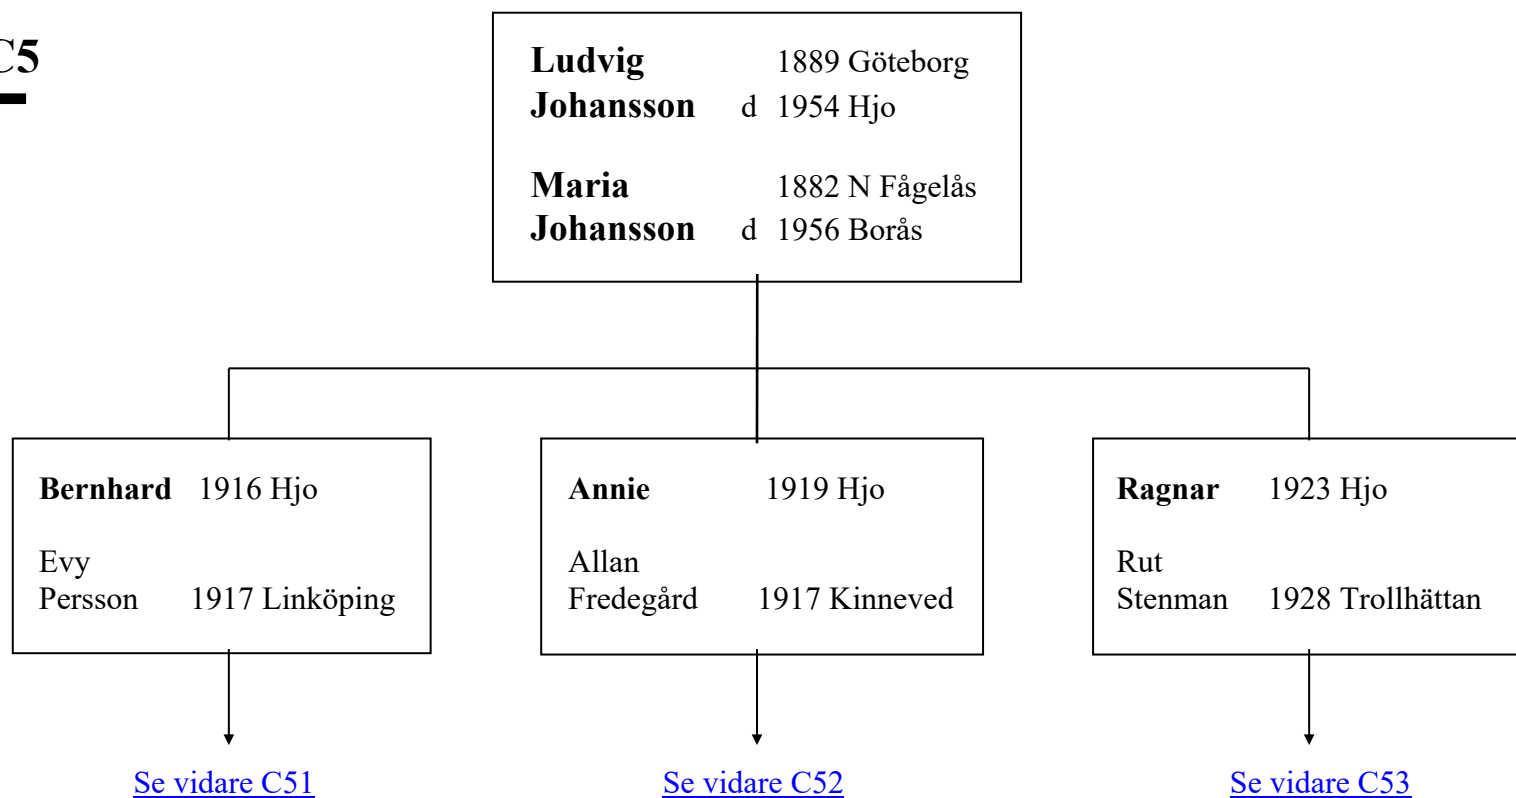 C5
Ludvig 1889 Göteborg
Johansson d 1954 Hjo
Maria 1882 N Fågelås
Johansson d 1956 Borås
Bernhard 1916 Hjo
Evy
Persson 1917 Linköping
Annie 1919 Hjo
Allan
Fredegård 1917 Kinneved
Ragnar 1923 Hjo
Rut
Stenman 1928 Trollhättan
Se vidare C51
Se vidare C52
Se vidare C53